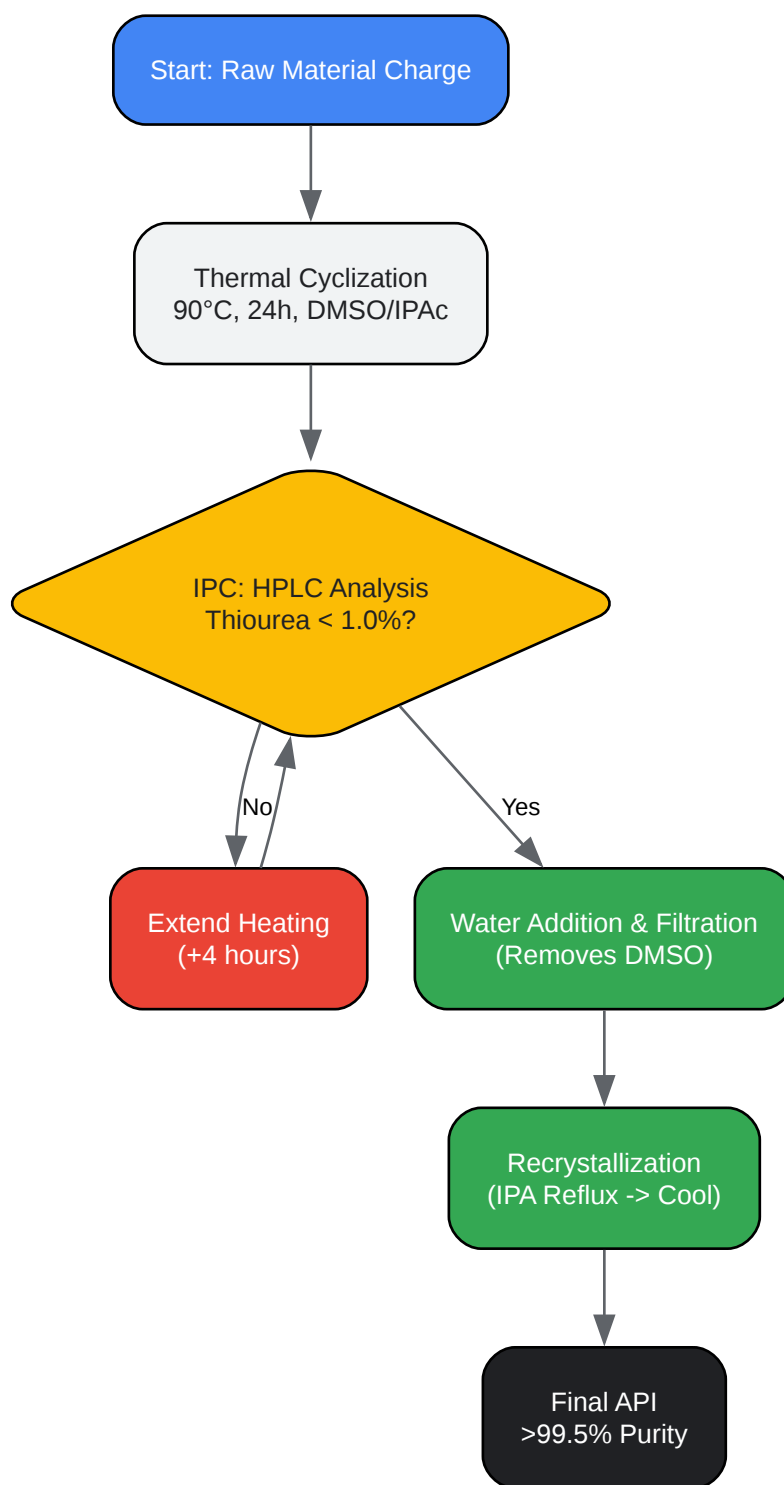 Start: Raw Material Charge
Thermal Cyclization
90°C, 24h, DMSO/IPAc
IPC: HPLC Analysis
Thiourea < 1.0%?
No
Yes
Extend Heating
(+4 hours)
Water Addition & Filtration
(Removes DMSO)
Recrystallization
(IPA Reflux -> Cool)
Final API
>99.5% Purity